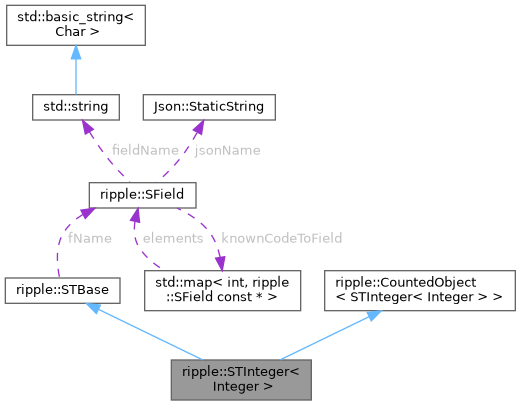 std::basic_string<
Char >
std::string
Json::StaticString
fieldName
jsonName
ripple::SField
fName
elements
knownCodeToField
ripple::STBase
std::map< int, ripple
::SField const * >
ripple::CountedObject
< STInteger< Integer > >
ripple::STInteger<
Integer >